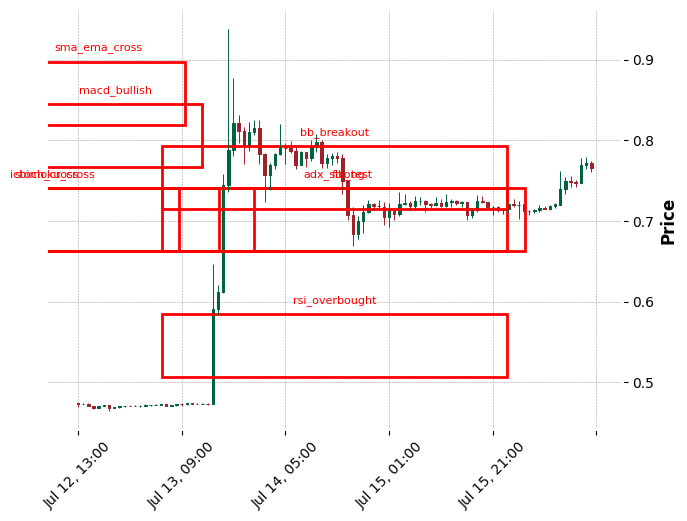 sma_ema_cross
0.9
macd_bullish
bb_breakout
0.8
stoch_cross
0.7
Price
rsi_overbought
0.6
0.5
Jul 12, 13:00
Jul 13, 09:00
Jul 14, 05:00
Jul 15, 01:00
Jul 15, 21:00